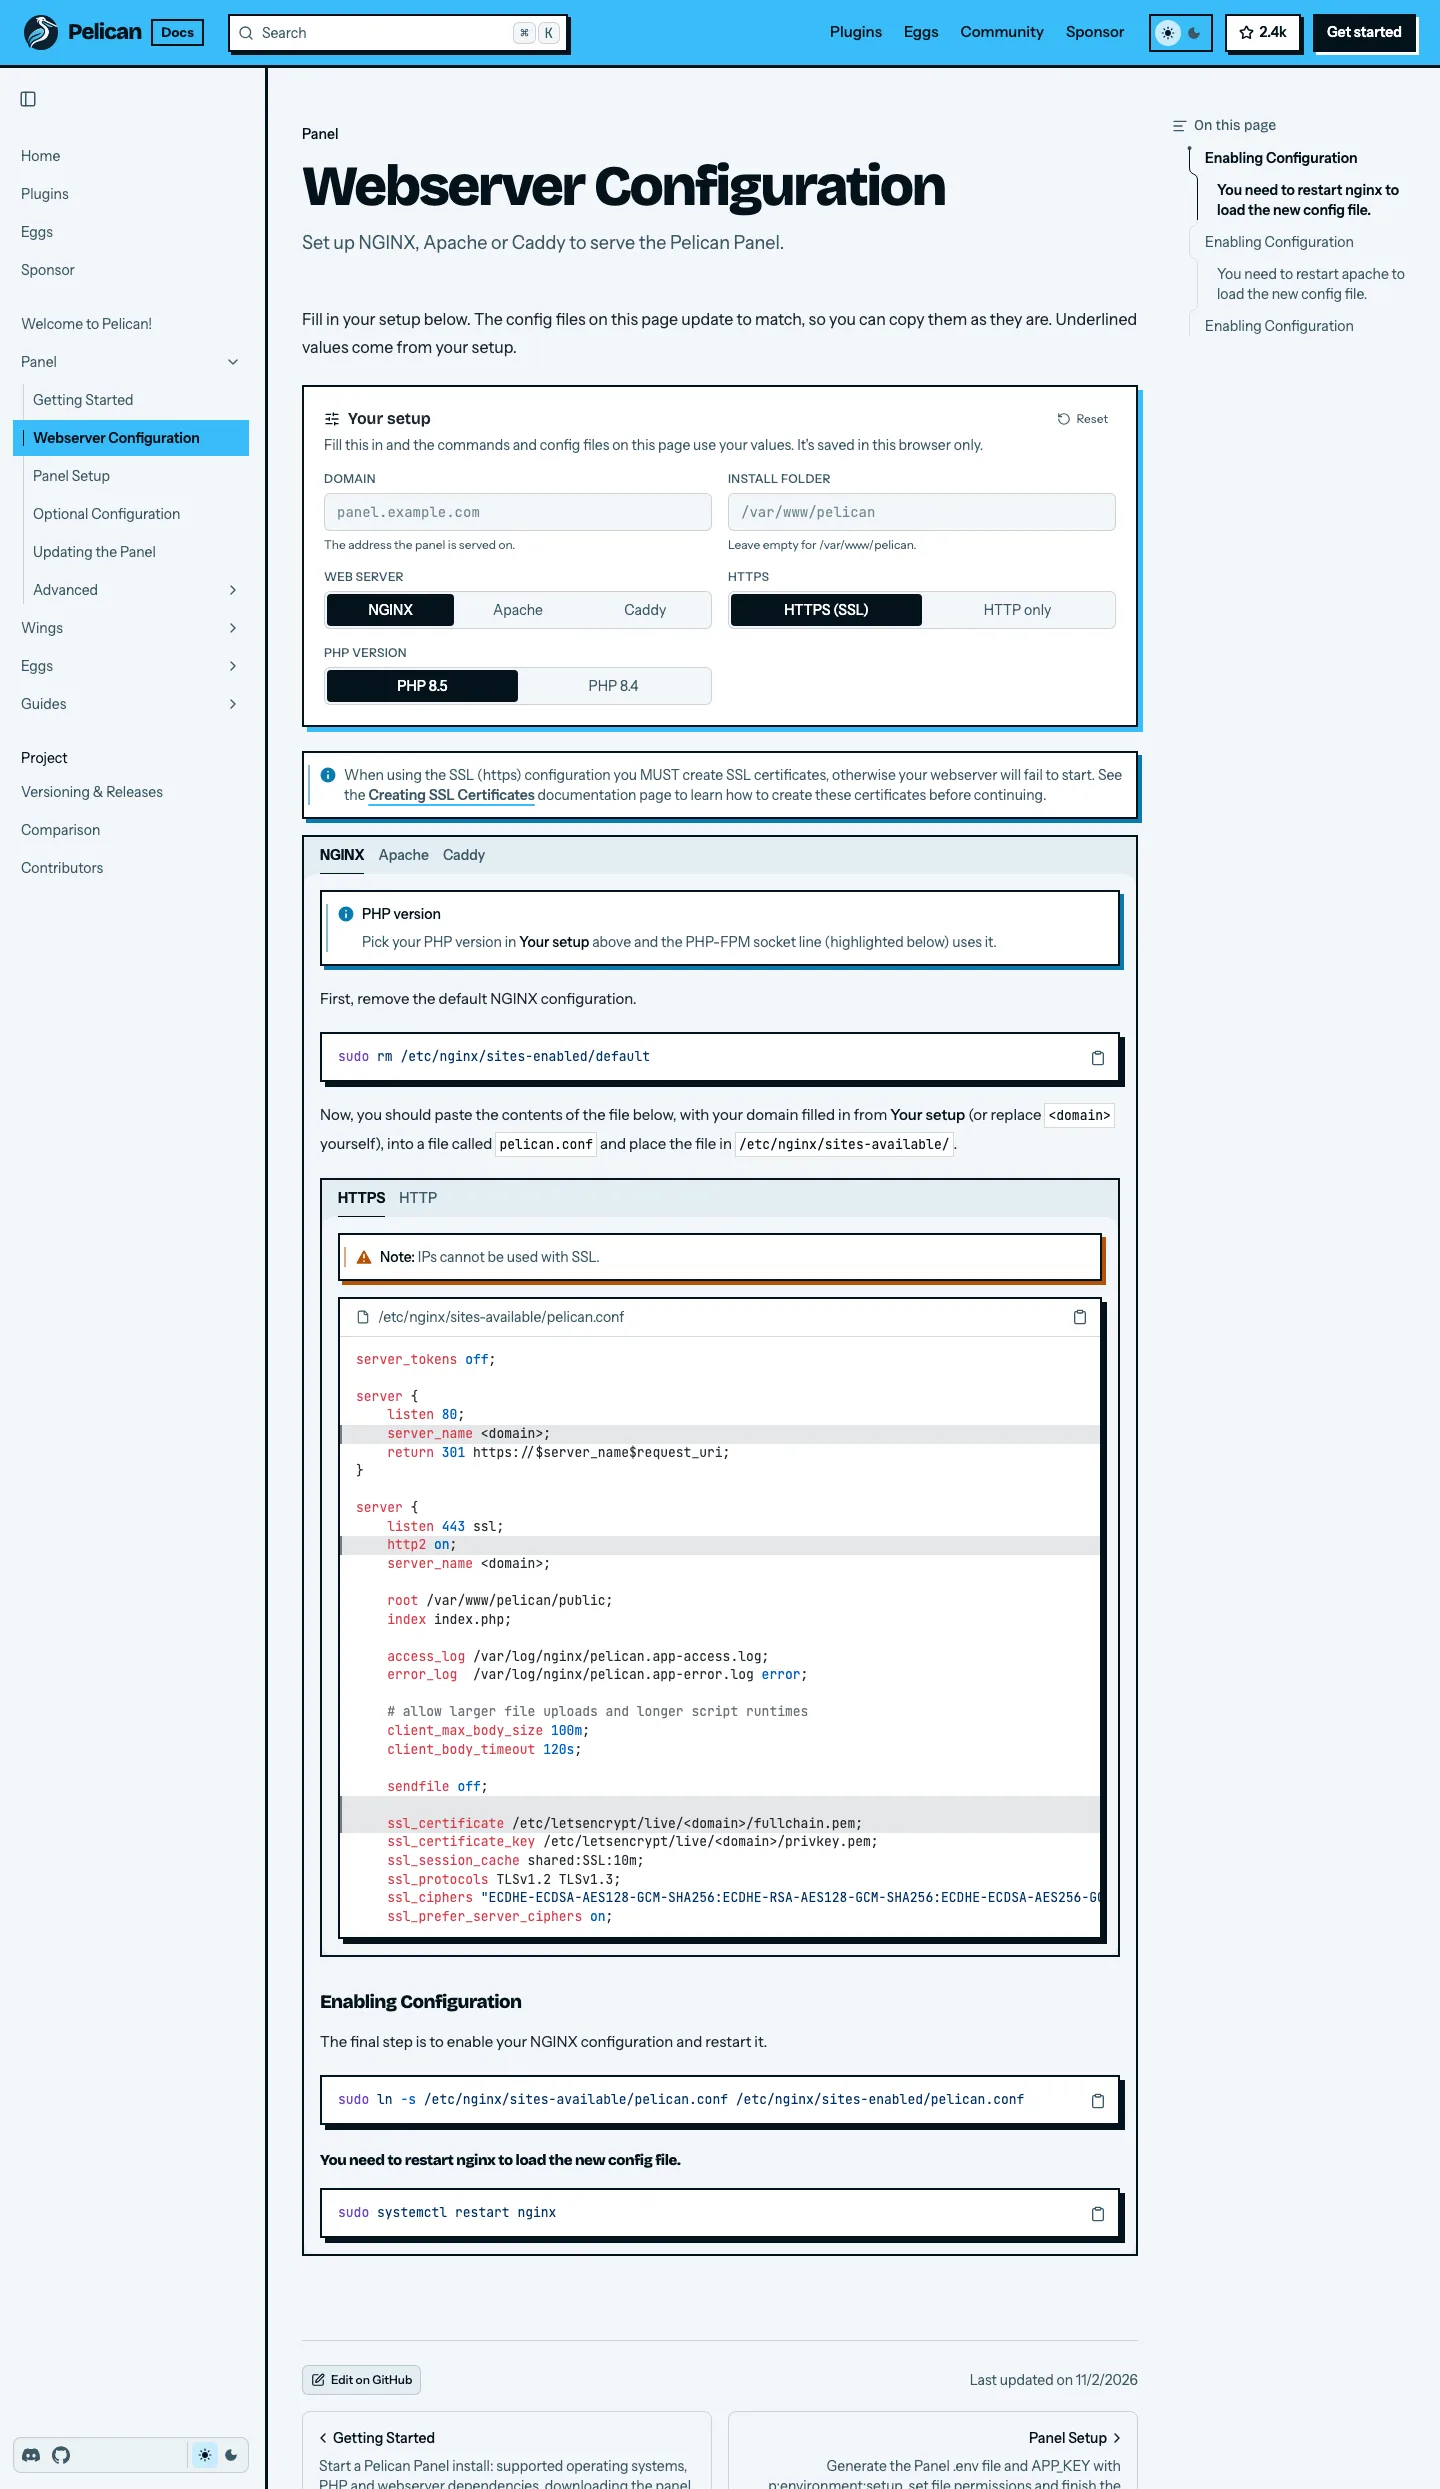 Pelican Docs
Search ⌘ K
Plugins Eggs Community Sponsor
2.4k
Get started
Home
Plugins
Eggs
Sponsor
Welcome to Pelican!
Panel
Getting Started
Webserver Configuration
Panel Setup
Optional Configuration
Updating the Panel
Advanced
Wings
Eggs
Guides
Project
Versioning & Releases
Comparison
Contributors
Panel
Webserver Configuration
Set up NGINX, Apache or Caddy to serve the Pelican Panel.
Fill in your setup below. The config files on this page update to match, so you can copy them as they are. Underlined
values come from your setup.
Your setup
Reset
Fill this in and the commands and config files on this page use your values. It's saved in this browser only.
DOMAIN
panel.example.com
The address the panel is served on.
INSTALL FOLDER
/var/www/pelican
Leave empty for /var/www/pelican.
WEB SERVER
NGINX Apache Caddy
HTTPS
HTTPS (SSL) HTTP only
PHP VERSION
PHP 8.5 PHP 8.4
When using the SSL (https) configuration you MUST create SSL certificates, otherwise your webserver will fail to start. See
the Creating SSL Certificates documentation page to learn how to create these certificates before continuing.
NGINX Apache Caddy
PHP version
Pick your PHP version in Your setup above and the PHP-FPM socket line (highlighted below) uses it.
First, remove the default NGINX configuration.
sudo rm /etc/nginx/sites-enabled/default
Now, you should paste the contents of the file below, with your domain filled in from Your setup (or replace <domain>
yourself), into a file called pelican.conf and place the file in /etc/nginx/sites-available/.
HTTPS HTTP
Note: IPs cannot be used with SSL.
/etc/nginx/sites-available/pelican.conf
server_tokens off;
server {
listen 80;
server_name <domain>;
return 301 https://$server_name$request_uri;
}
server {
listen 443 ssl;
http2 on;
server_name <domain>;
root /var/www/pelican/public;
index index.php;
access_log /var/log/nginx/pelican.app-access.log;
error_log  /var/log/nginx/pelican.app-error.log error;
# allow larger file uploads and longer script runtimes
client_max_body_size 100m;
client_body_timeout 120s;
sendfile off;
ssl_certificate /etc/letsencrypt/live/<domain>/fullchain.pem;
ssl_certificate_key /etc/letsencrypt/live/<domain>/privkey.pem;
ssl_session_cache shared:SSL:10m;
ssl_protocols TLSv1.2 TLSv1.3;
ssl_ciphers "ECDHE-ECDSA-AES128-GCM-SHA256:ECDHE-RSA-AES128-GCM-SHA256:ECDHE-ECDSA-AES256-GC
ssl_prefer_server_ciphers on;
Enabling Configuration
The final step is to enable your NGINX configuration and restart it.
sudo ln -s /etc/nginx/sites-available/pelican.conf /etc/nginx/sites-enabled/pelican.conf
You need to restart nginx to load the new config file.
sudo systemctl restart nginx
Edit on GitHub
Last updated on 11/2/2026
Getting Started
Start a Pelican Panel install: supported operating systems,
PHP and webserver dependencies, downloading the panel
Panel Setup
Generate the Panel .env file and APP_KEY with
p:environment:setup, set file permissions and finish the
On this page
Enabling Configuration
You need to restart nginx to
load the new config file.
Enabling Configuration
You need to restart apache to
load the new config file.
Enabling Configuration